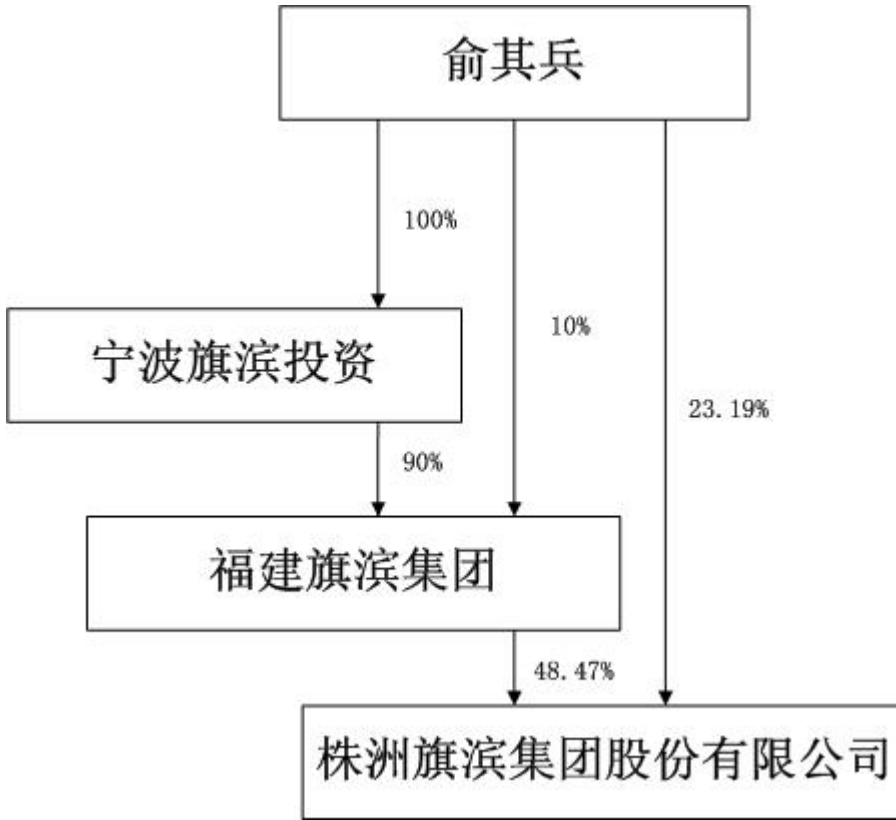 俞其兵
100%
10%
宁波旗滨投资
23.19%
90%
福建旗滨集团
48.47%
株洲旗滨集团股份有限公司